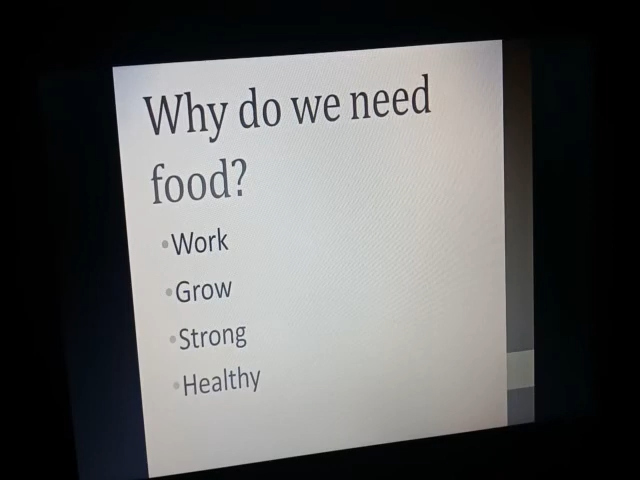 Why do we need
food?
•Work
•Grow
•Strong
•Healthy